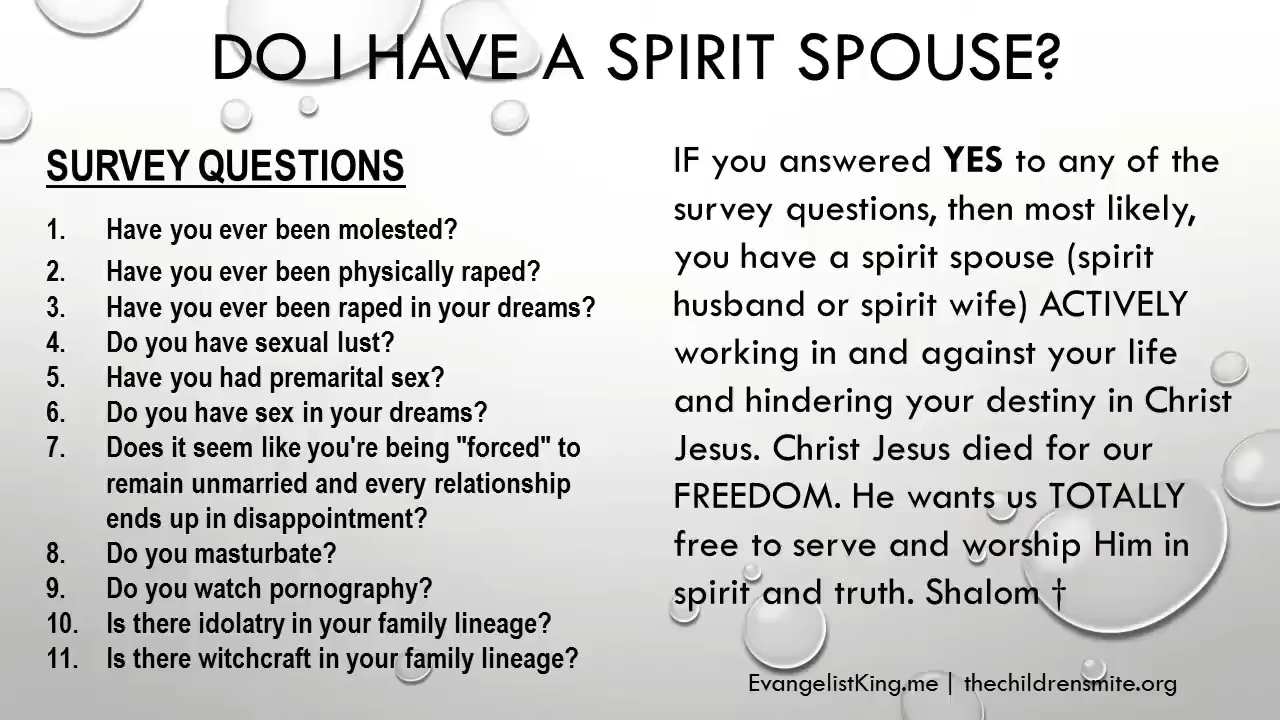 DO I HAVE A SPIRIT SPOUSE?
SURVEY QUESTIONS
1. Have you ever been molested?
2. Have you ever been physically raped?
3. Have you ever been raped in your dreams?
4. Do you have sexual lust?
5. Have you had premarital sex?
6. Do you have sex in your dreams?
7. Does it seem like you're being "forced" to
remain unmarried and every relationship
ends up in disappointment?
8. Do you masturbate?
9. Do you watch pornography?
10. Is there idolatry in your family lineage?
11. Is there witchcraft in your family lineage?
IF you answered YES to any of the
survey questions, then most likely,
you have a spirit spouse (spirit
husband or spirit wife) ACTIVELY
working in and against your life
and hindering your destiny in Christ
Jesus. Christ Jesus died for our
FREEDOM. He wants us TOTALLY
free to serve and worship Him in
spirit and truth. Shalom †
EvangelistKing.me | thechildrensmite.org